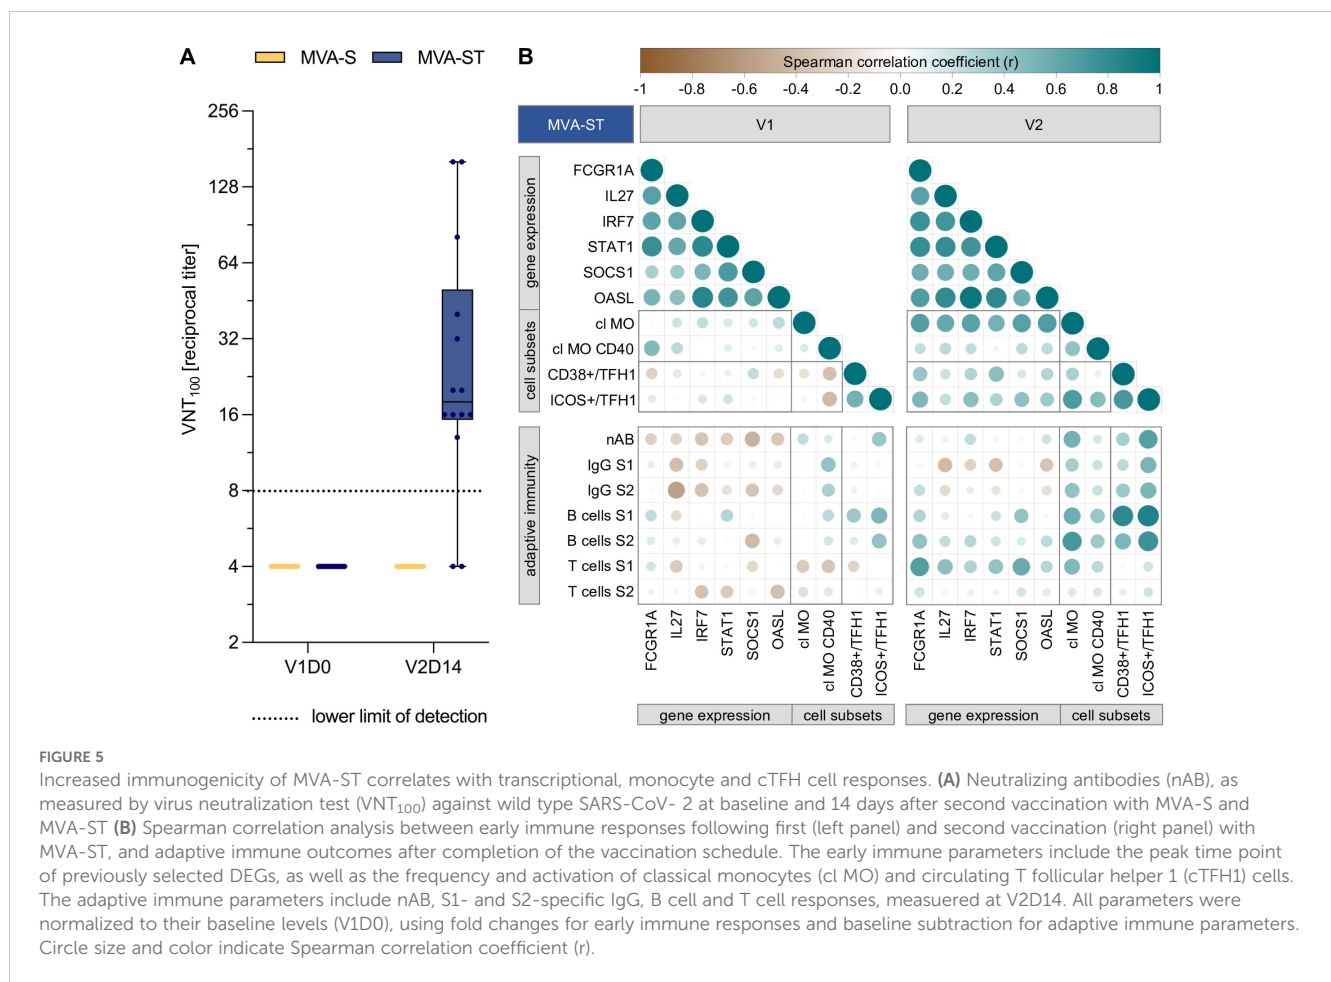 A
MVA-S
MVA-ST
VNT100 [reciprocal titer]
256
128
64
32
16
8
4
2
V1D0
V2D14
lower limit of detection
B
Spearman correlation coefficient (r)
-1
-0.8
-0.6
-0.4
-0.2
0.0
0.2
0.4
0.6
0.8
1
MVA-ST
V1
V2
gene expression
FCGR1A
IL27
IRF7
STAT1
SOCS1
OASL
cell subsets
cl MO
cl MO CD40
CD38+/TFH1
ICOS+/TFH1
adaptive immunity
nAB
IgG S1
IgG S2
B cells S1
B cells S2
T cells S1
T cells S2
FCGR1A
IL27
IRF7
STAT1
SOCS1
OASL
cl MO
cl MO CD40
CD38+/TFH1
ICOS+/TFH1
FCGR1A
IL27
IRF7
STAT1
SOCS1
OASL
cl MO
cl MO CD40
CD38+/TFH1
ICOS+/TFH1
gene expression
cell subsets
gene expression
cell subsets
FIGURE 5
Increased immunogenicity of MVA-ST correlates with transcriptional, monocyte and cTFH cell responses. (A) Neutralizing antibodies (nAB), as
measured by virus neutralization test (VNT100) against wild type SARS-CoV- 2 at baseline and 14 days after second vaccination with MVA-S and
MVA-ST (B) Spearman correlation analysis between early immune responses following first (left panel) and second vaccination (right panel) with
MVA-ST, and adaptive immune outcomes after completion of the vaccination schedule. The early immune parameters include the peak time point
of previously selected DEGs, as well as the frequency and activation of classical monocytes (cl MO) and circulating T follicular helper 1 (cTFH1) cells.
The adaptive immune parameters include nAB, S1- and S2-specific IgG, B cell and T cell responses, measuered at V2D14. All parameters were
normalized to their baseline levels (V1D0), using fold changes for early immune responses and baseline subtraction for adaptive immune parameters.
Circle size and color indicate Spearman correlation coefficient (r).